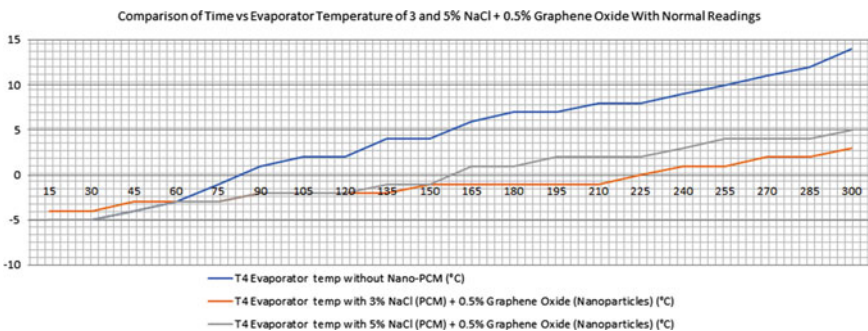 Comparison of Time vs Evaporator Temperature of 3 and 5% NaCl + 0.5% Graphene Oxide With Normal Readings
15
10
5
0
15 30 45 60 75 90 105 120 135 150 165 180 195 210 225 240 255 270 285 300
-5
-10
T4 Evaporator temp without Nano-PCM (°C)
T4 Evaporator temp with 3% NaCl (PCM) + 0.5% Graphene Oxide (Nanoparticles) (°C)
T4 Evaporator temp with 5% NaCl (PCM) + 0.5% Graphene Oxide (Nanoparticles) (°C)